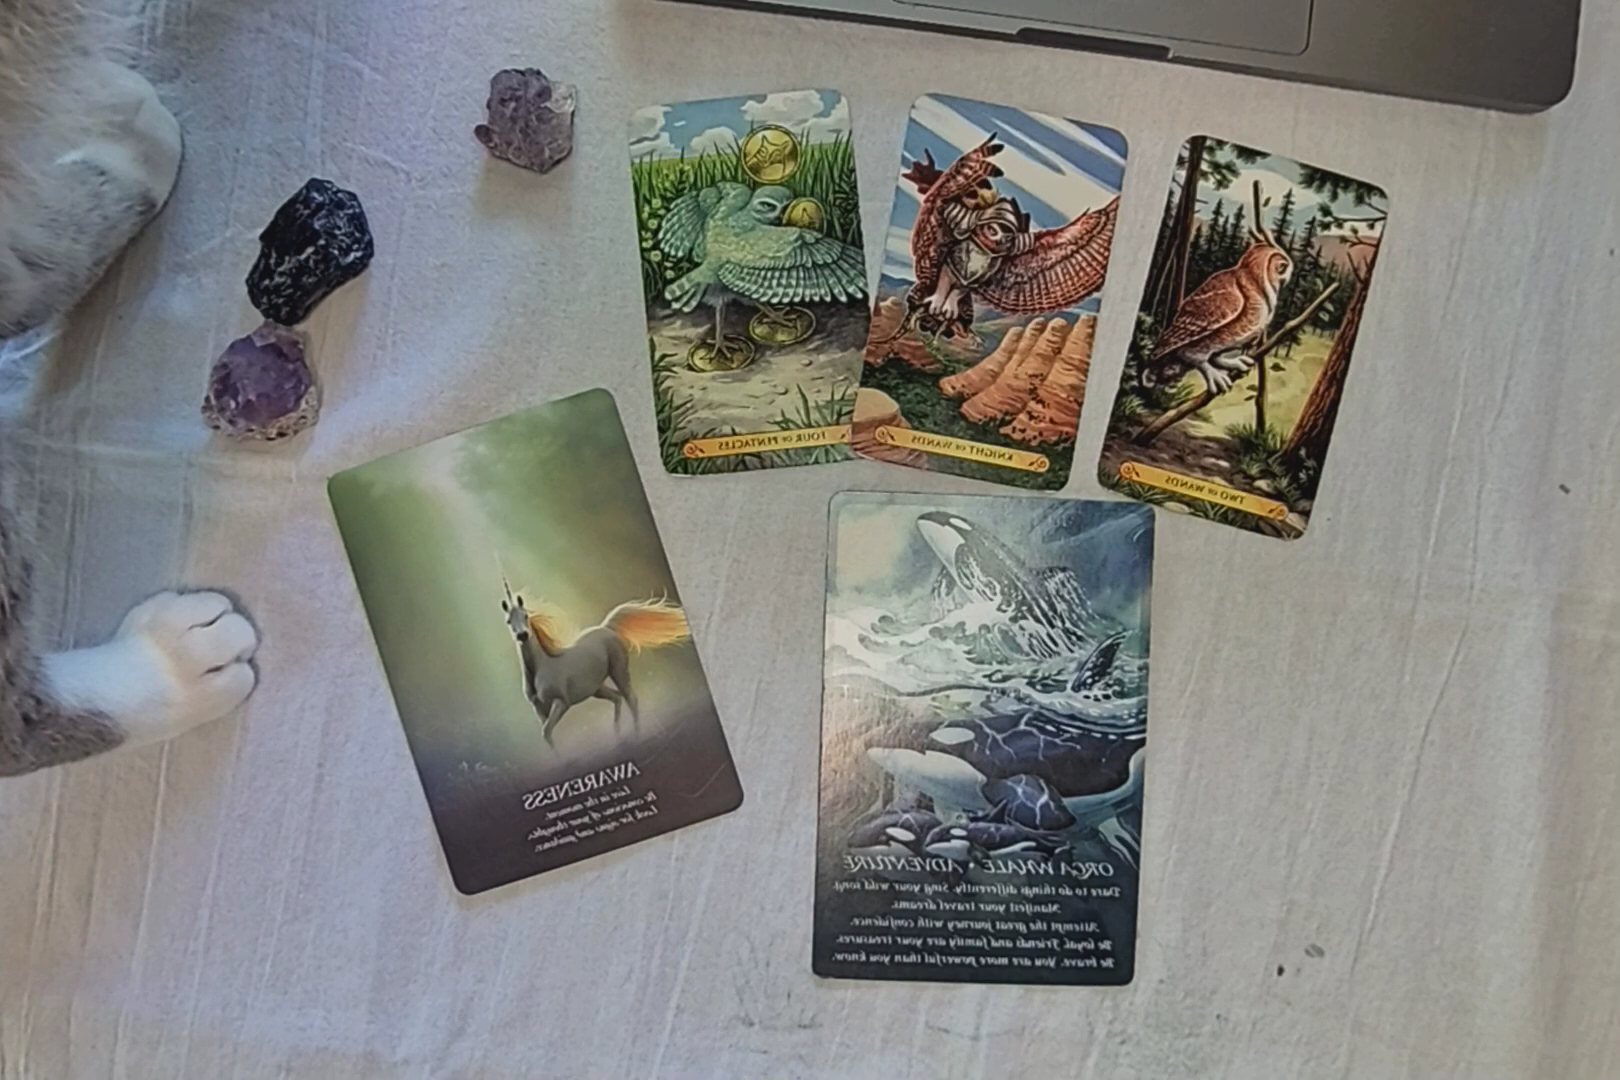 FOUR OF PENTACLES
KNIGHT OF WANDS
TWO OF WANDS
AWARENESS
Live in the moment.
Be conscious of your thoughts.
Look for signs and guidance.
ORCA WHALE • ADVENTURE
Dare to do things differently. Sing your wild song.
Manifest your travel dreams.
Attempt the great journey with confidence.
Be loyal. Friends and family are your treasures.
Be brave. You are more powerful than you know.